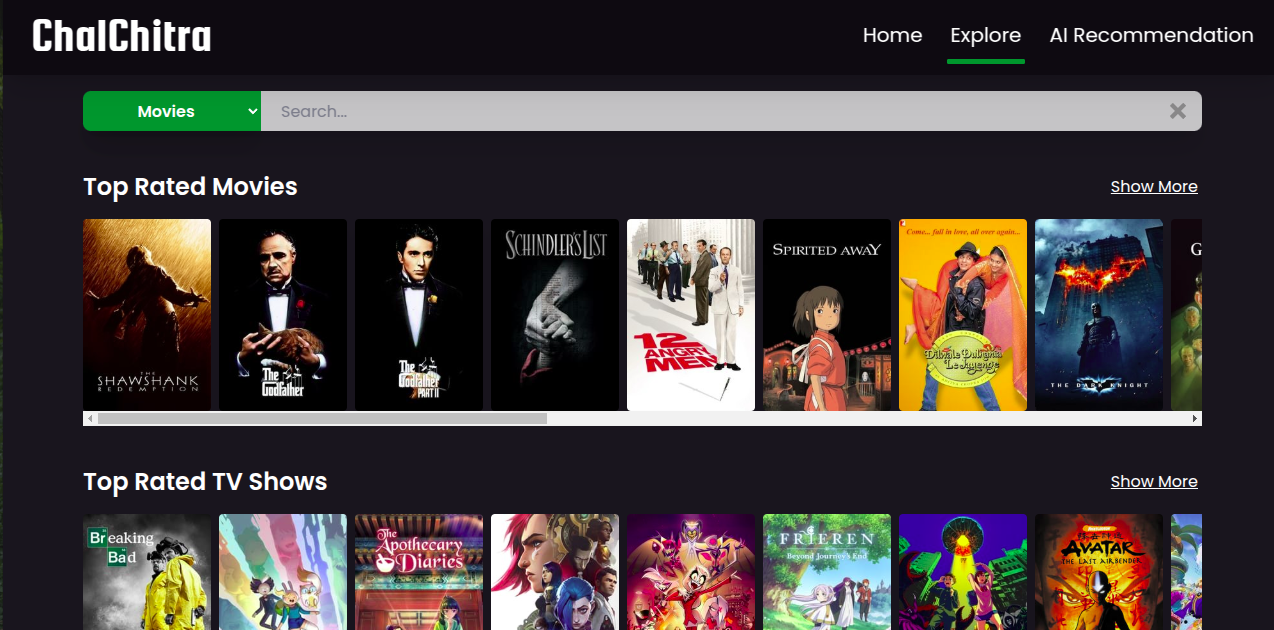 ChalChitra
Home
Explore
AI Recommendation
Movies
Search...
Top Rated Movies
Show More
THE
SHAWSHANK
REDEMPTION
The
Godfather
The
Godfather
PART II
SCHINDLER'S LIST
12
ANGRY
MEN
SPIRITED AWAY
Come... fall in love, all over again...
Dilwale Dulhania
Le Jayenge
THE DARK KNIGHT
G
Top Rated TV Shows
Show More
Breaking
Bad
The
Apothecary
Diaries
FRIEREN
Beyond Journey's End
NICKELODEON
AVATAR
THE LAST AIRBENDER